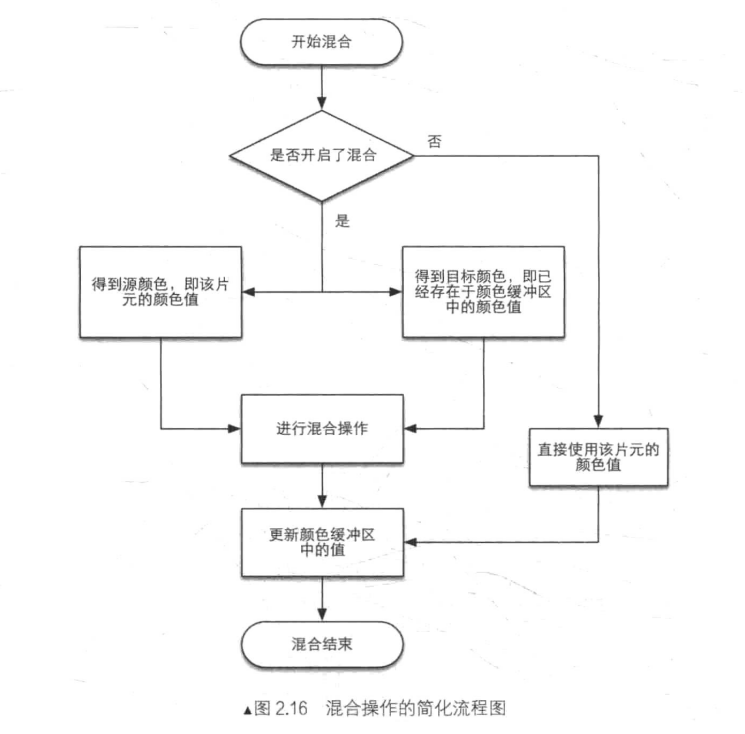 开始混合
是否开启了混合
否
是
得到源颜色，即该片
元的颜色值
得到目标颜色，即已
经存在于颜色缓冲区
中的颜色值
进行混合操作
直接使用该片元的
颜色值
更新颜色缓冲区
中的值
混合结束
▲图 2.16 混合操作的简化流程图